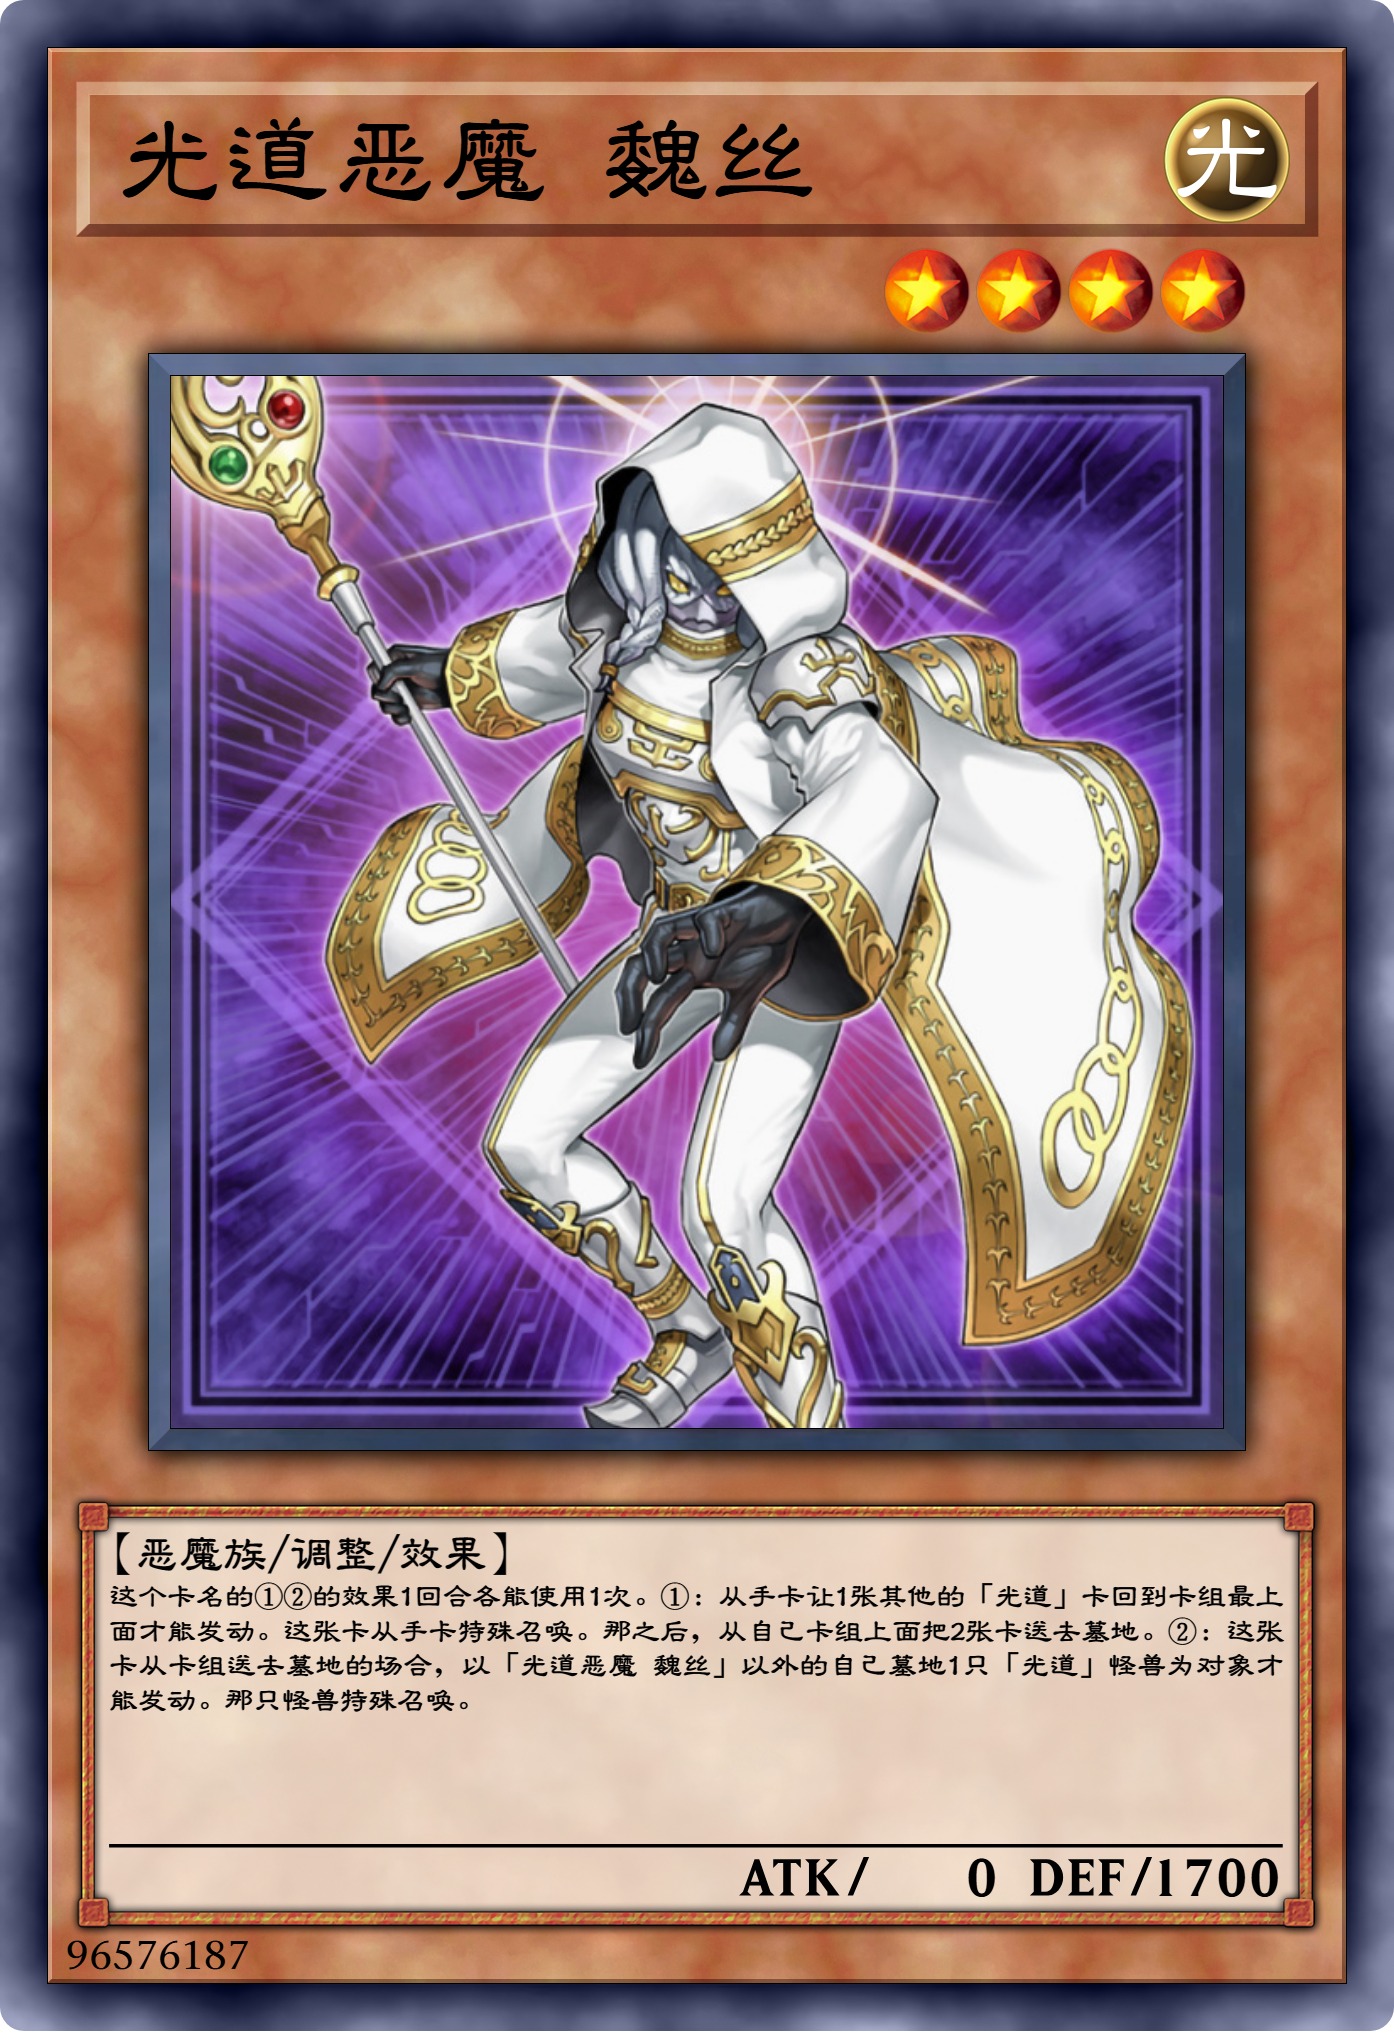 光道恶魔 魏丝
光
【恶魔族/调整/效果】
这个卡名的①②的效果1回合各能使用1次。①：从手卡让1张其他的「光道」卡回到卡组最上
面才能发动。这张卡从手卡特殊召唤。那之后，从自己卡组上面把2张卡送去墓地。②：这张
卡从卡组送去墓地的场合，以「光道恶魔 魏丝」以外的自己墓地1只「光道」怪兽为对象才
能发动。那只怪兽特殊召唤。
ATK/ 0 DEF/1700
96576187